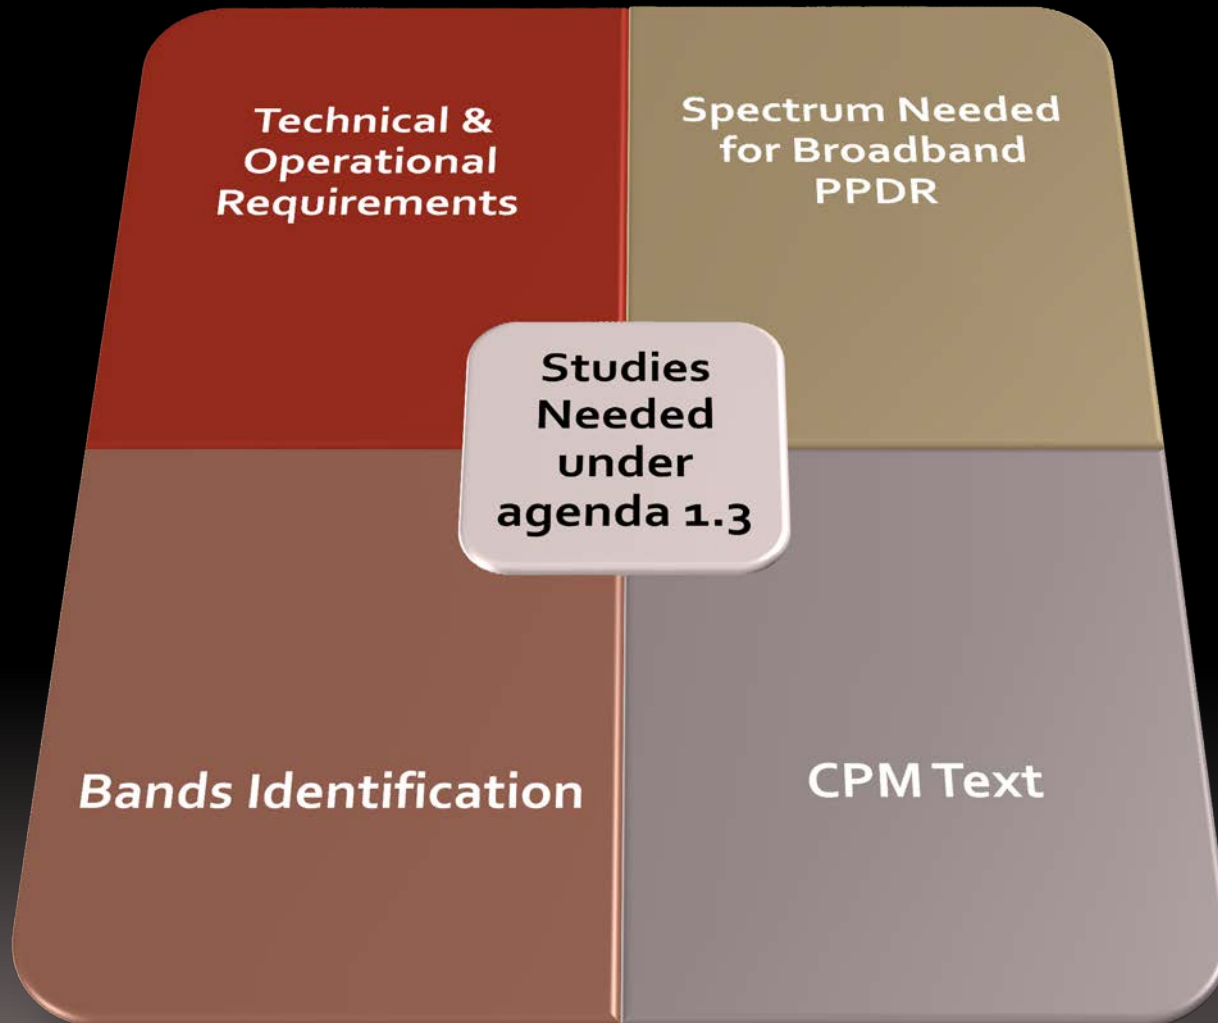 Technical &
Operational
Requirements
Spectrum Needed
for Broadband
PPDR
Studies
Needed
under
agenda 1.3
Bands Identification
CPM Text